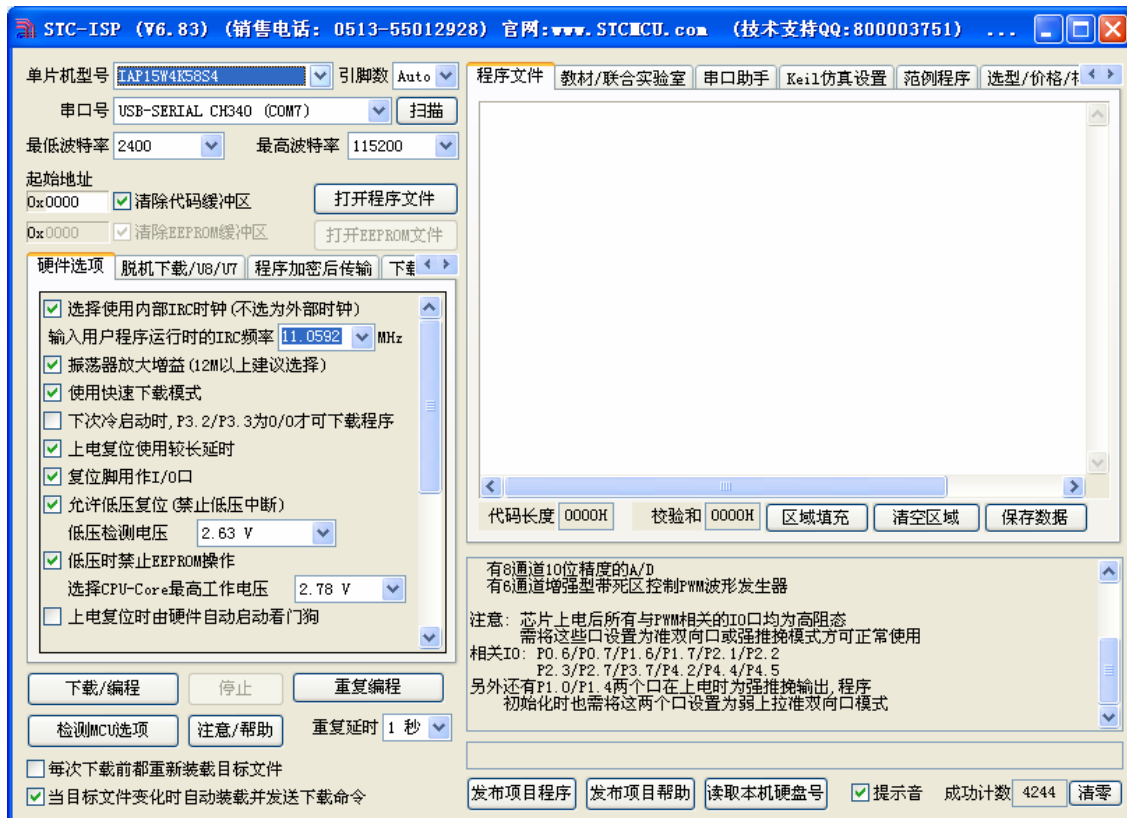 STC-ISP (V6.83) (销售电话: 0513-55012928) 官网:www.STCMCU.com (技术支持QQ:800003751) ...
单片机型号 IAP15W4K58S4 引脚数 Auto
串口号 USB-SERIAL CH340 (COM7) 扫描
最低波特率 2400 最高波特率 115200
起始地址
0x0000 清除代码缓冲区 打开程序文件
0x0000 清除EEPROM缓冲区 打开EEPROM文件
硬件选项 脱机下载/U8/U7 程序加密后传输
选择使用内部IRC时钟(不选为外部时钟)
输入用户程序运行时的IRC频率 11.0592 MHz
振荡器放大增益(12M以上建议选择)
使用快速下载模式
下次冷启动时,P3.2/P3.3为0/0才可下载程序
上电复位使用较长延时
复位脚用作I/O口
允许低压复位(禁止低压中断)
低压检测电压 2.63 V
低压时禁止EEPROM操作
选择CPU-Core最高工作电压 2.78 V
上电复位时由硬件自动启动看门狗
下载/编程 停止 重复编程
检测MCU选项 注意/帮助 重复延时 1 秒
每次下载前都重新装载目标文件
当目标文件变化时自动装载并发送下载命令
程序文件 教材/联合实验室 串口助手 Keil仿真设置 范例程序 选型/价格/
代码长度 0000H 校验和 0000H 区域填充 清空区域 保存数据
有8通道10位精度的A/D
有6通道增强型带死区控制PWM波形发生器
注意: 芯片上电后所有与PWM相关的IO口均为高阻态
需将这些口设置为准双向口或强推挽模式方可正常使用
相关IO: P0.6/P0.7/P1.6/P1.7/P2.1/P2.2
P2.3/P2.7/P3.7/P4.2/P4.4/P4.5
另外还有P1.0/P1.4两个口在上电时为强推挽输出,程序
初始化时也需将这两个口设置为弱上拉准双向口模式
发布项目程序 发布项目帮助 读取本机硬盘号 提示音 成功计数 4244 清零